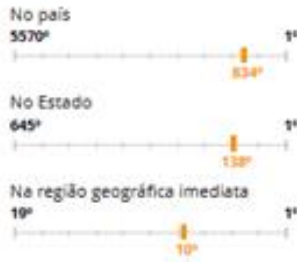 No país
5570º 1º
834º
No Estado
645º 1º
138º
Na região geográfica imediata
19º 1º
10º